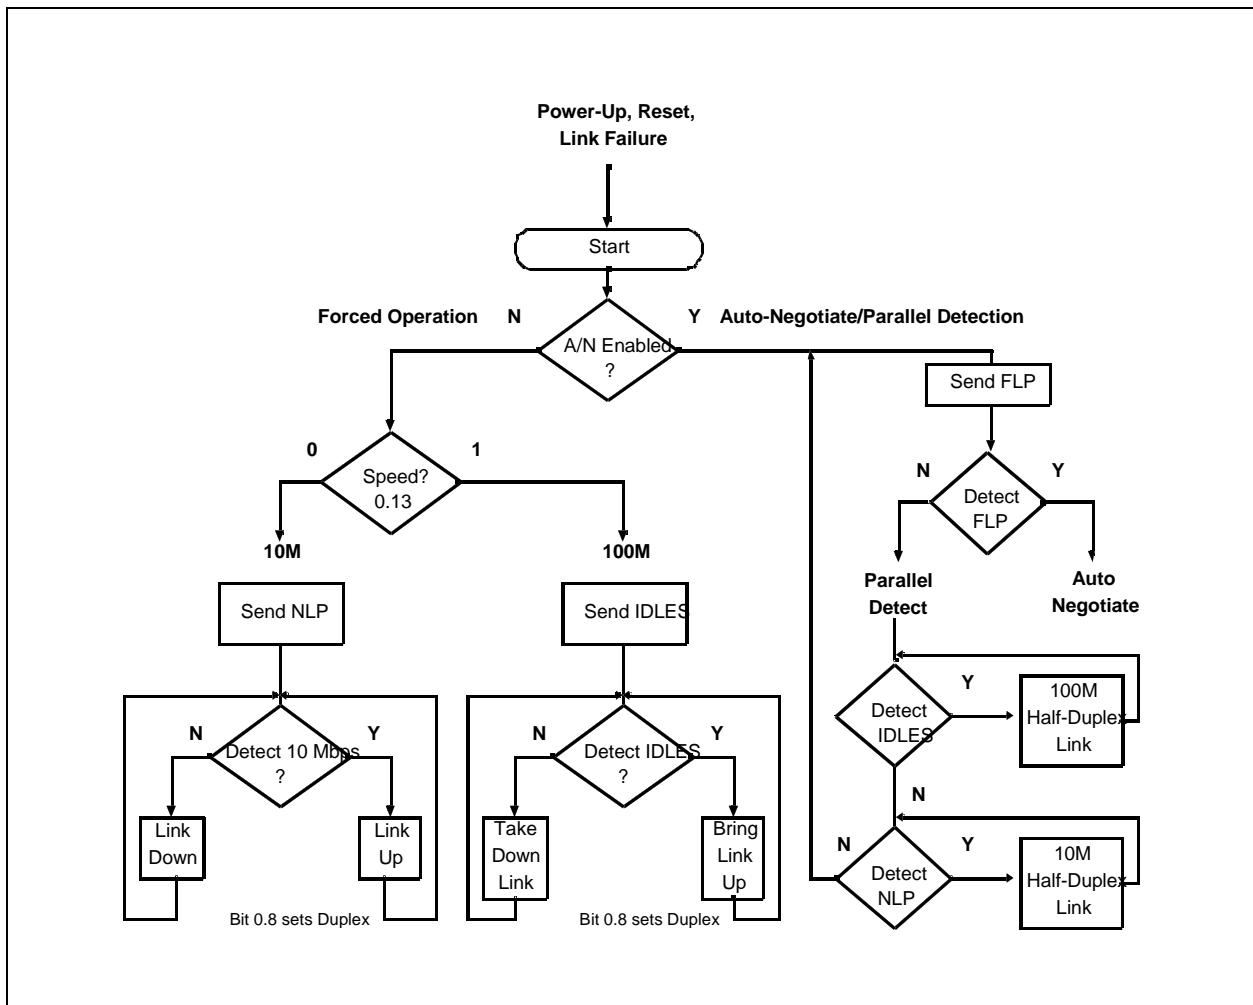 Power-Up, Reset,
Link Failure
Start
Forced Operation N
Y Auto-Negotiate/Parallel Detection
A/N Enabled
?
Send FLP
0
1
Speed?
0.13
N
Y
Detect
FLP
10M
100M
Parallel
Detect
Auto
Negotiate
Send NLP
Send IDLES
N
Y
Detect 10 Mbps
?
Link
Down
Link
Up
Bit 0.8 sets Duplex
N
Y
Detect IDLES
?
Take
Down
Link
Bring
Link
Up
Bit 0.8 sets Duplex
Y
Detect
IDLES
100M
Half-Duplex
Link
N
N
Y
Detect
NLP
10M
Half-Duplex
Link